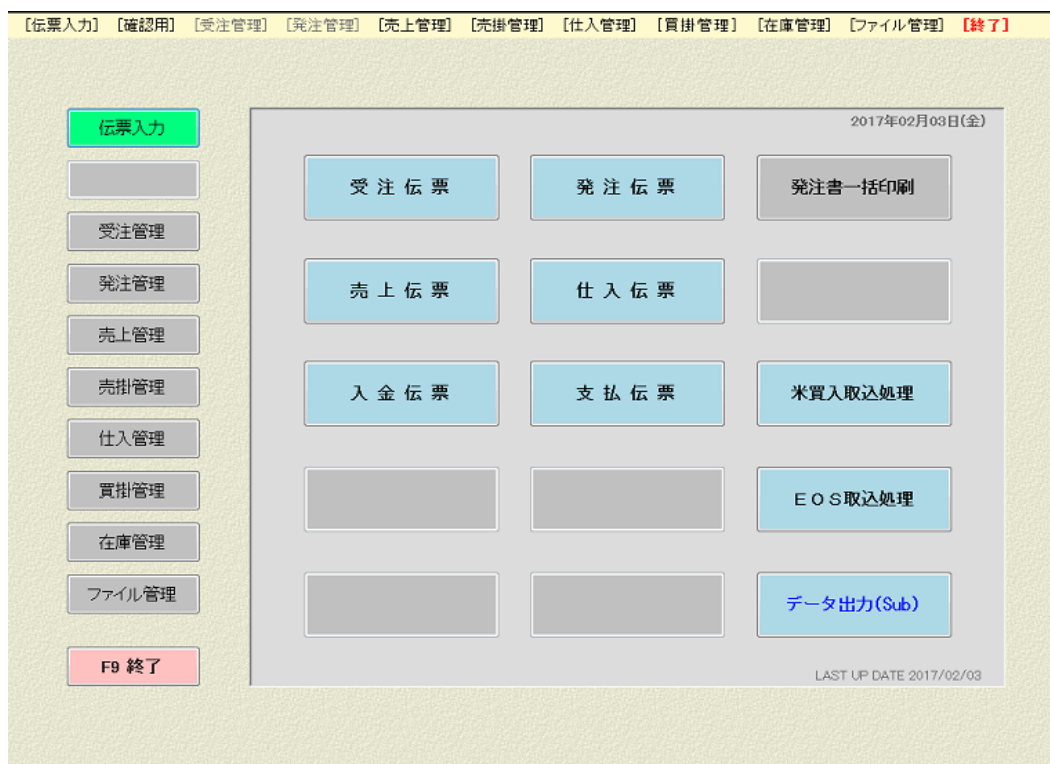 [伝票入力] [確認用] [受注管理] [発注管理] [売上管理] [売掛管理] [仕入管理] [買掛管理] [在庫管理] [ファイル管理] [終了]
2017年02月03日(金)
伝票入力
受注伝票 発注伝票 発注書一括印刷
受注管理
発注管理
売上伝票 仕入伝票
売上管理
売掛管理
入金伝票 支払伝票 米買入取込処理
仕入管理
買掛管理
ＥＯＳ取込処理
在庫管理
ファイル管理
データ出力(Sub)
F9 終了
LAST UP DATE 2017/02/03